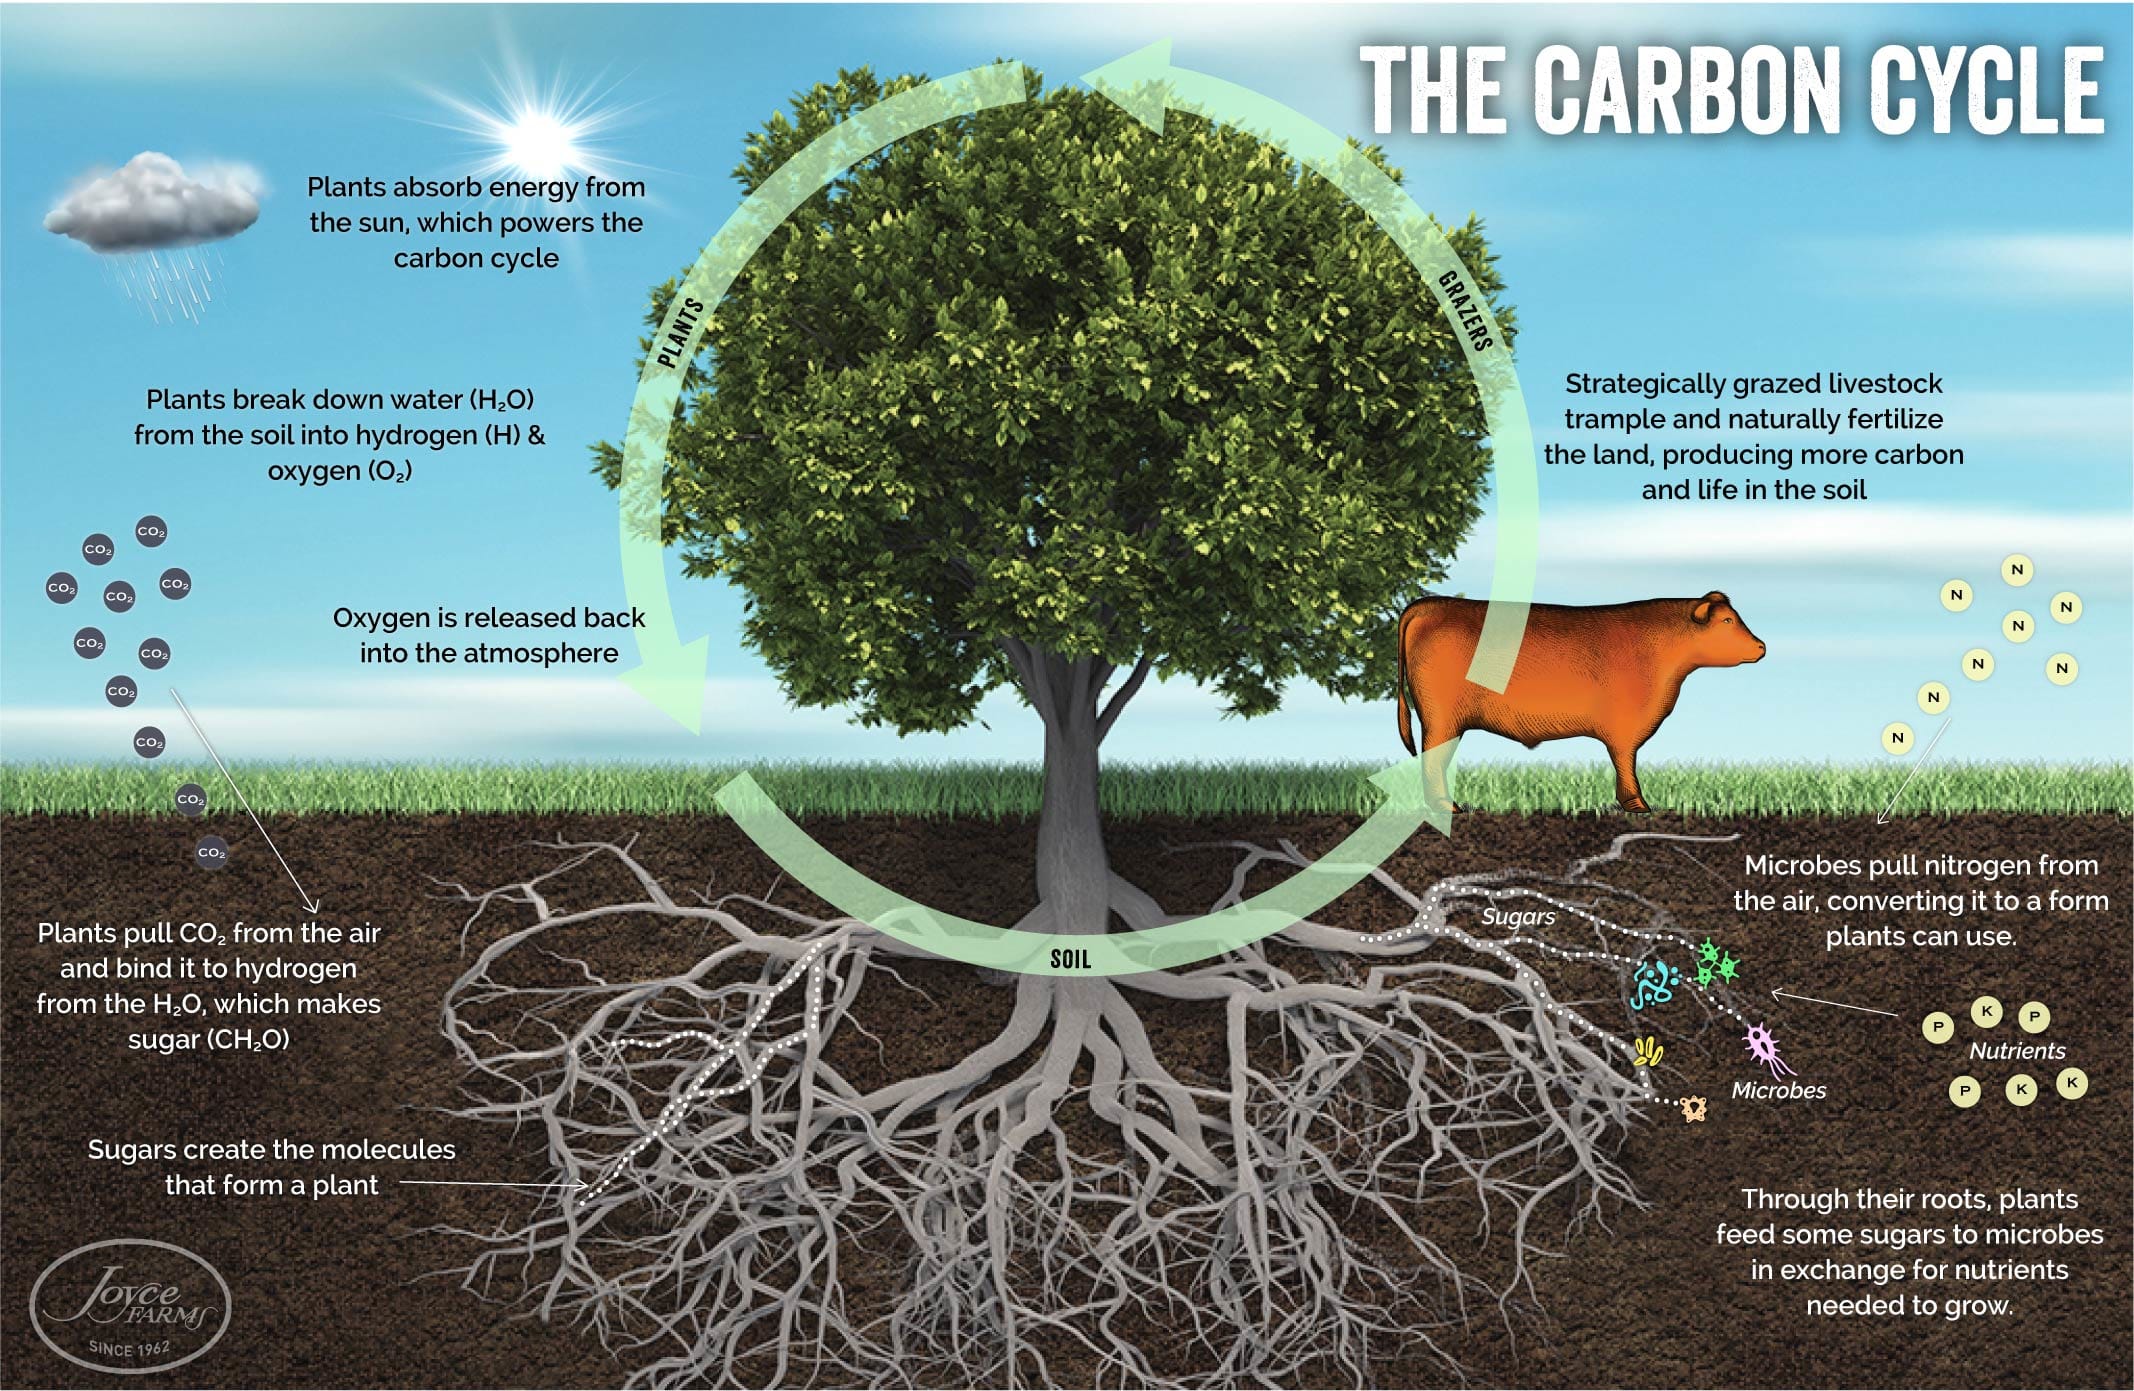 THE CARBON CYCLE
Plants absorb energy from
the sun, which powers the
carbon cycle
PLANTS
GRAZERS
Plants break down water (H₂O)
from the soil into hydrogen (H) &
oxygen (O₂)
Strategically grazed livestock
trample and naturally fertilize
the land, producing more carbon
and life in the soil
CO₂
CO₂
CO₂
CO₂
CO₂
CO₂
CO₂
CO₂
CO₂
CO₂
CO₂
Oxygen is released back
into the atmosphere
N
N
N
N
N
N
N
N
Plants pull CO₂ from the air
and bind it to hydrogen
from the H₂O, which makes
sugar (CH₂O)
SOIL
Sugars
Microbes pull nitrogen from
the air, converting it to a form
plants can use.
P
K
P
Nutrients
P
K
K
Microbes
Sugars create the molecules
that form a plant
Through their roots, plants
feed some sugars to microbes
in exchange for nutrients
needed to grow.
Joyce
FARMS
SINCE 1962